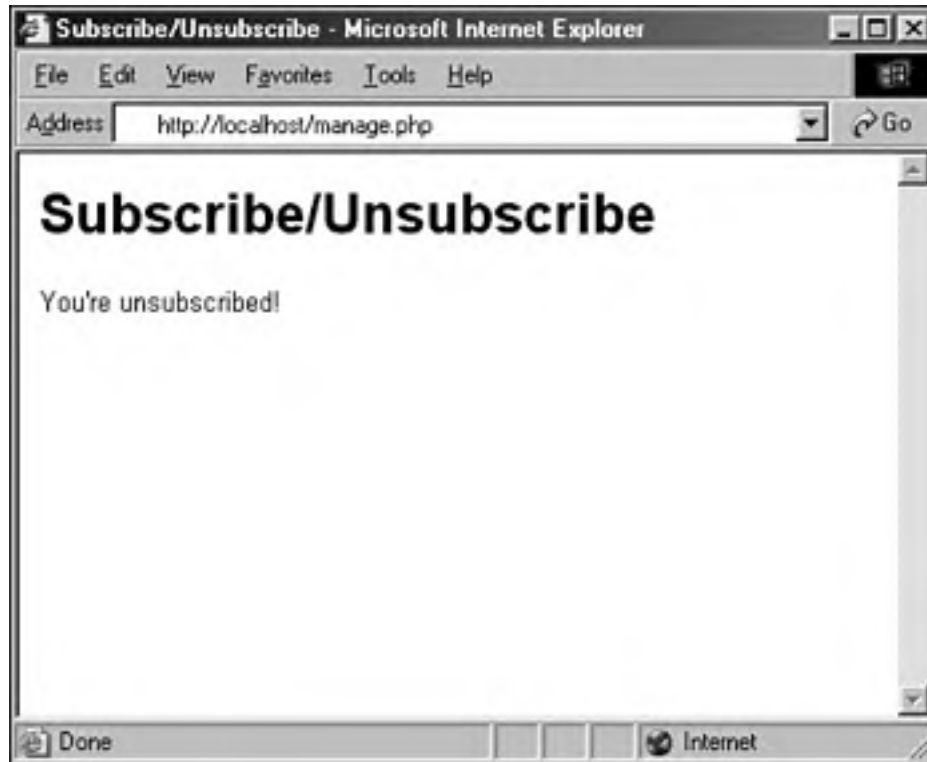 Subscribe/Unsubscribe - Microsoft Internet Explorer
File Edit View Favorites Tools Help
Address http://localhost/manage.php Go
Subscribe/Unsubscribe
You're unsubscribed!
Done Internet